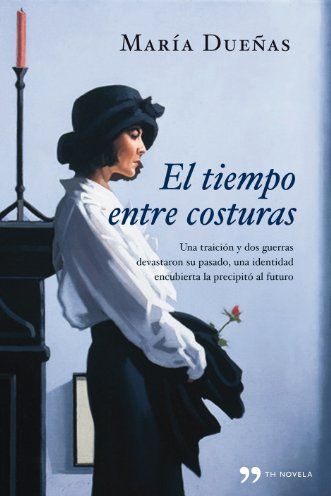 MARÍA DUEÑAS
El tiempo
entre costuras
Una traición y dos guerras
devastaron su pasado, una identidad
encubierta la precipitó al futuro
TH NOVELA